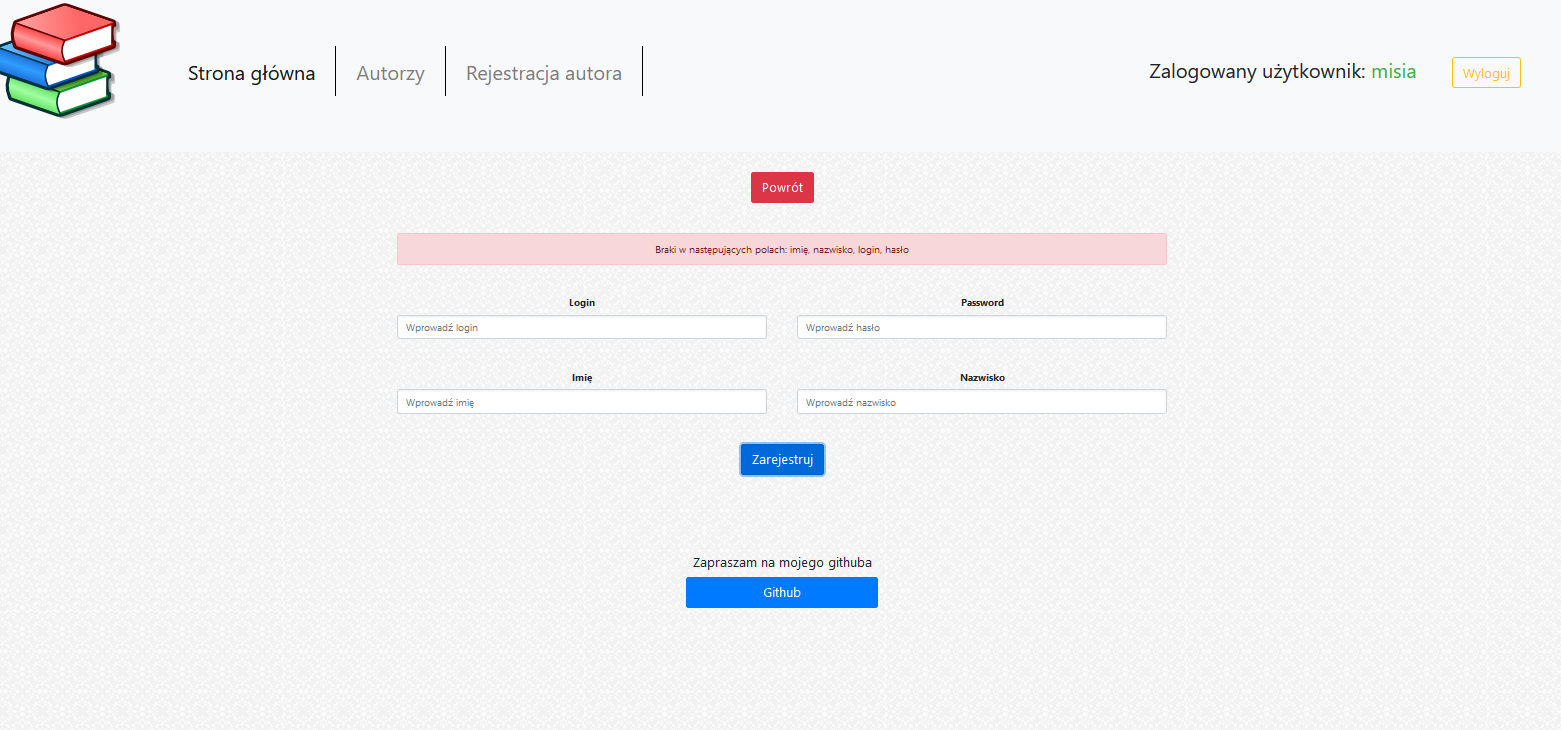 Strona główna Autorzy Rejestracja autora Zalogowany użytkownik: misia Wyloguj
Powrót
Braki w następujących polach: imię, nazwisko, login, hasło
Login Password
Wprowadź login Wprowadź hasło
Imię Nazwisko
Wprowadź imię Wprowadź nazwisko
Zarejestruj
Zapraszam na mojego githuba
Github